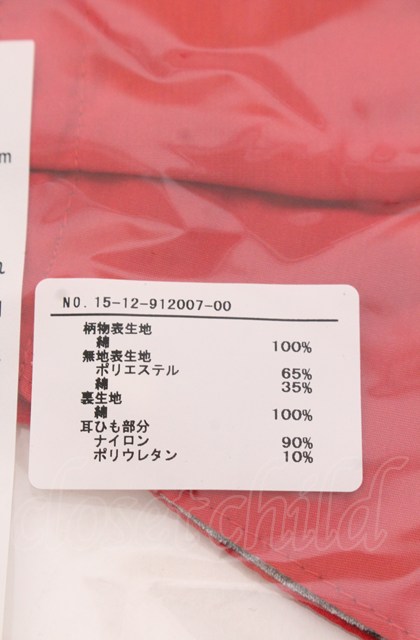 m
NO. 15-12-912007-00
柄物表生地
綿 100%
無地表生地
ポリエステル 65%
綿 35%
裏生地
綿 100%
耳ひも部分
ナイロン 90%
ポリウレタン 10%
closetchild